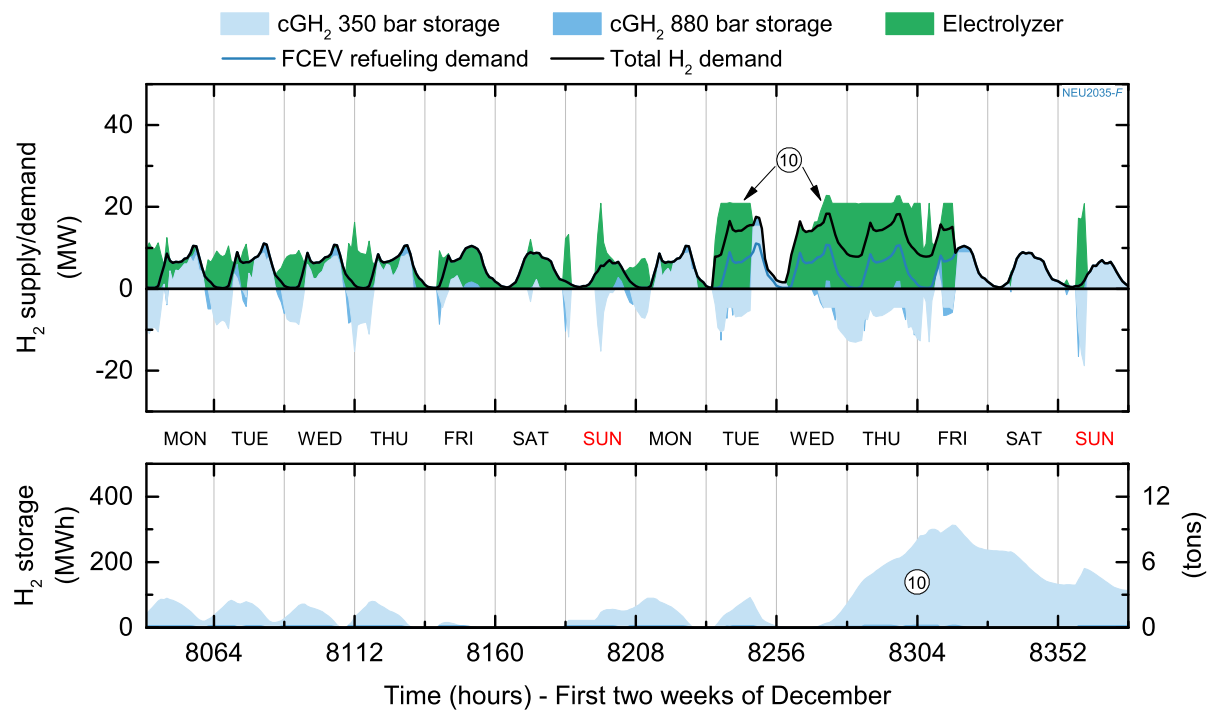 cGH₂ 350 bar storage cGH₂ 880 bar storage Electrolyzer
FCEV refueling demand Total H₂ demand
NEU2035-F
H₂ supply/demand
(MW)
40
20
0
-20
10
MON TUE WED THU FRI SAT SUN MON TUE WED THU FRI SAT SUN
H₂ storage
(MWh)
400
200
0
10
12
6
0
(tons)
8064 8112 8160 8208 8256 8304 8352
Time (hours) - First two weeks of December